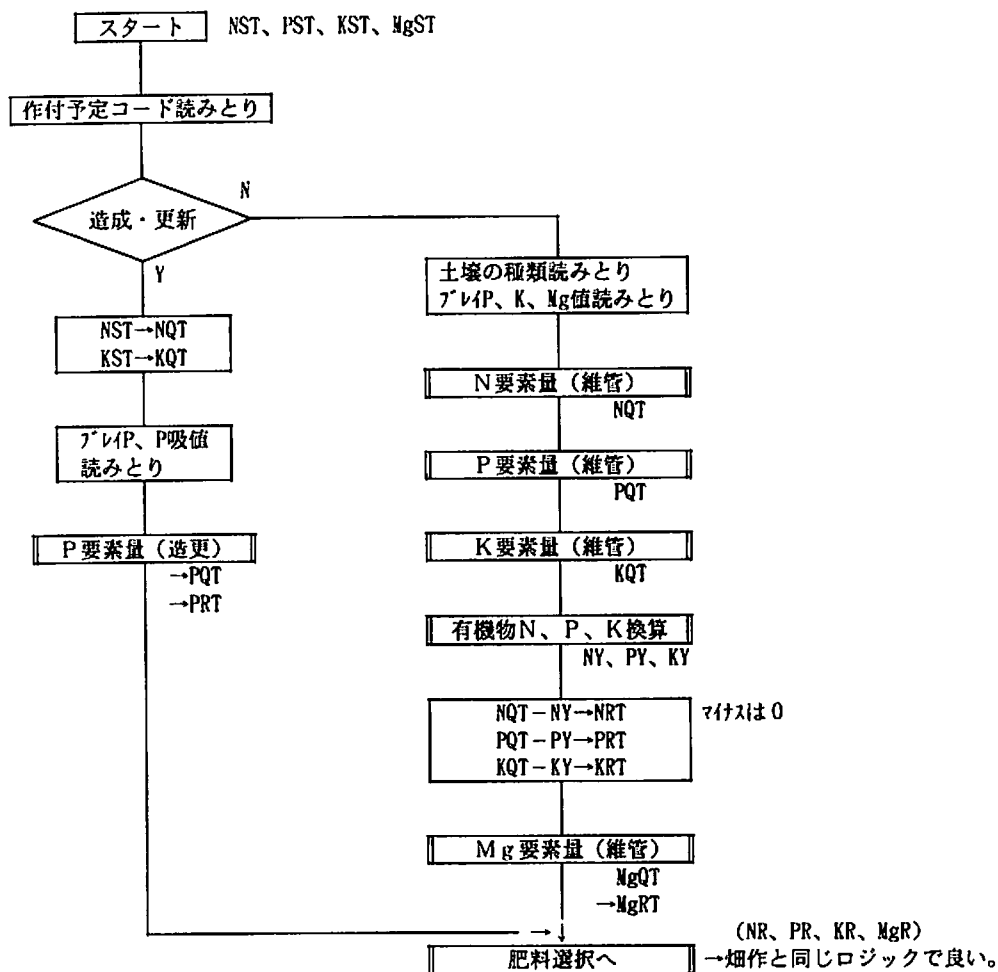 スタート NST、PST、KST、MgST
作付予定コード読みとり
造成・更新
N
Y
NST→NQT
KST→KQT
ブレイP、P吸値
読みとり
P要素量（造更）
→PQT
→PRT
土壌の種類読みとり
ブレイP、K、Mg値読みとり
N要素量（維管）
NQT
P要素量（維管）
PQT
K要素量（維管）
KQT
有機物N、P、K換算
NY、PY、KY
NQT－NY→NRT マイナスは0
PQT－PY→PRT
KQT－KY→KRT
Mg要素量（維管）
MgQT
→MgRT
→ ↓
(NR、PR、KR、MgR)
肥料選択へ →畑作と同じロジックで良い。